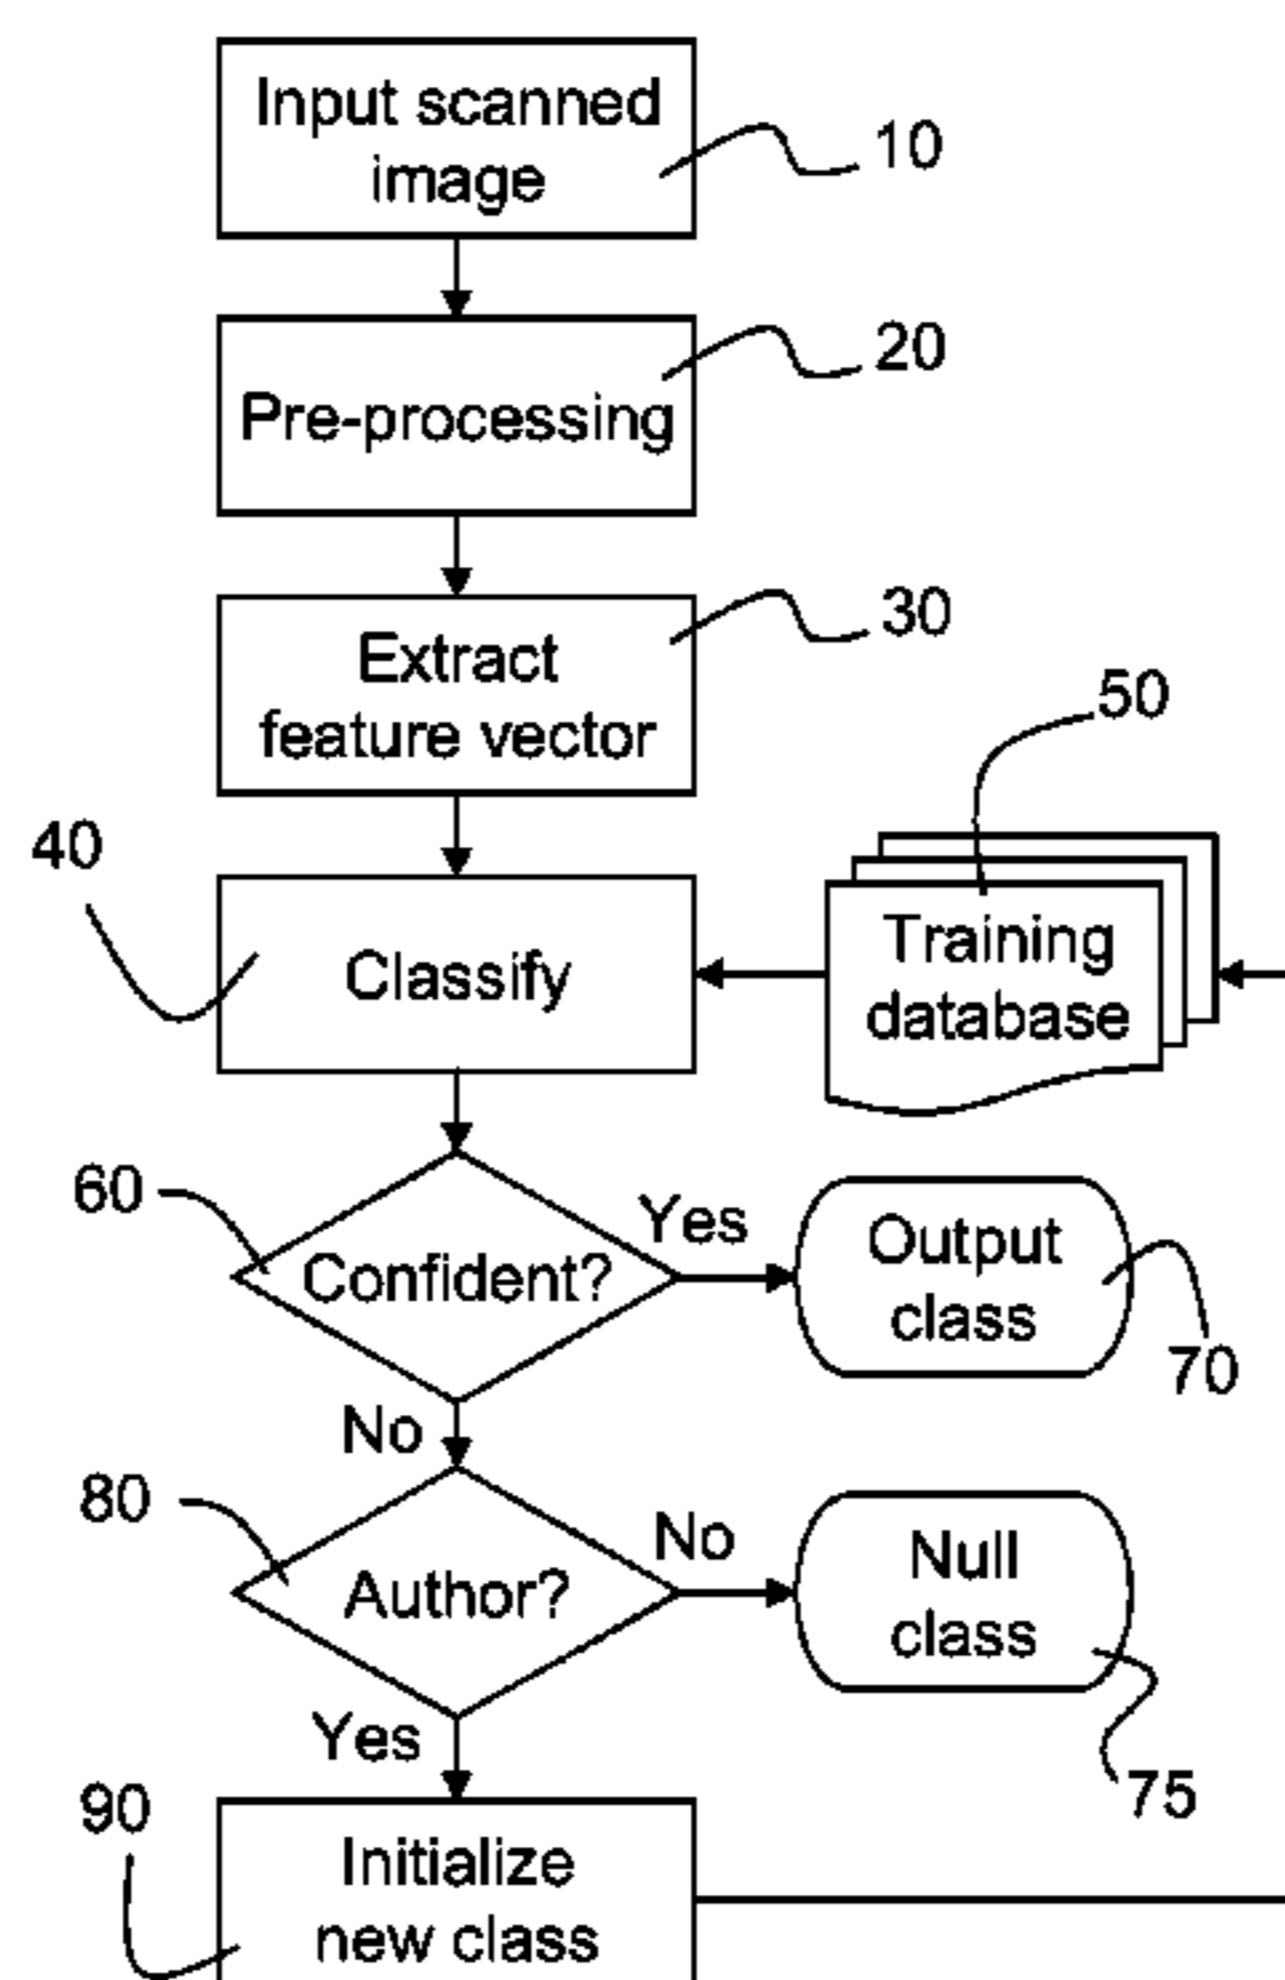 Input scanned
image
10
Pre-processing
20
Extract
feature vector
30
40
Classify
50
Training
database
60
Confident?
Yes
Output
class
70
No
80
Author?
No
Null
class
75
Yes
90
Initialize
new class